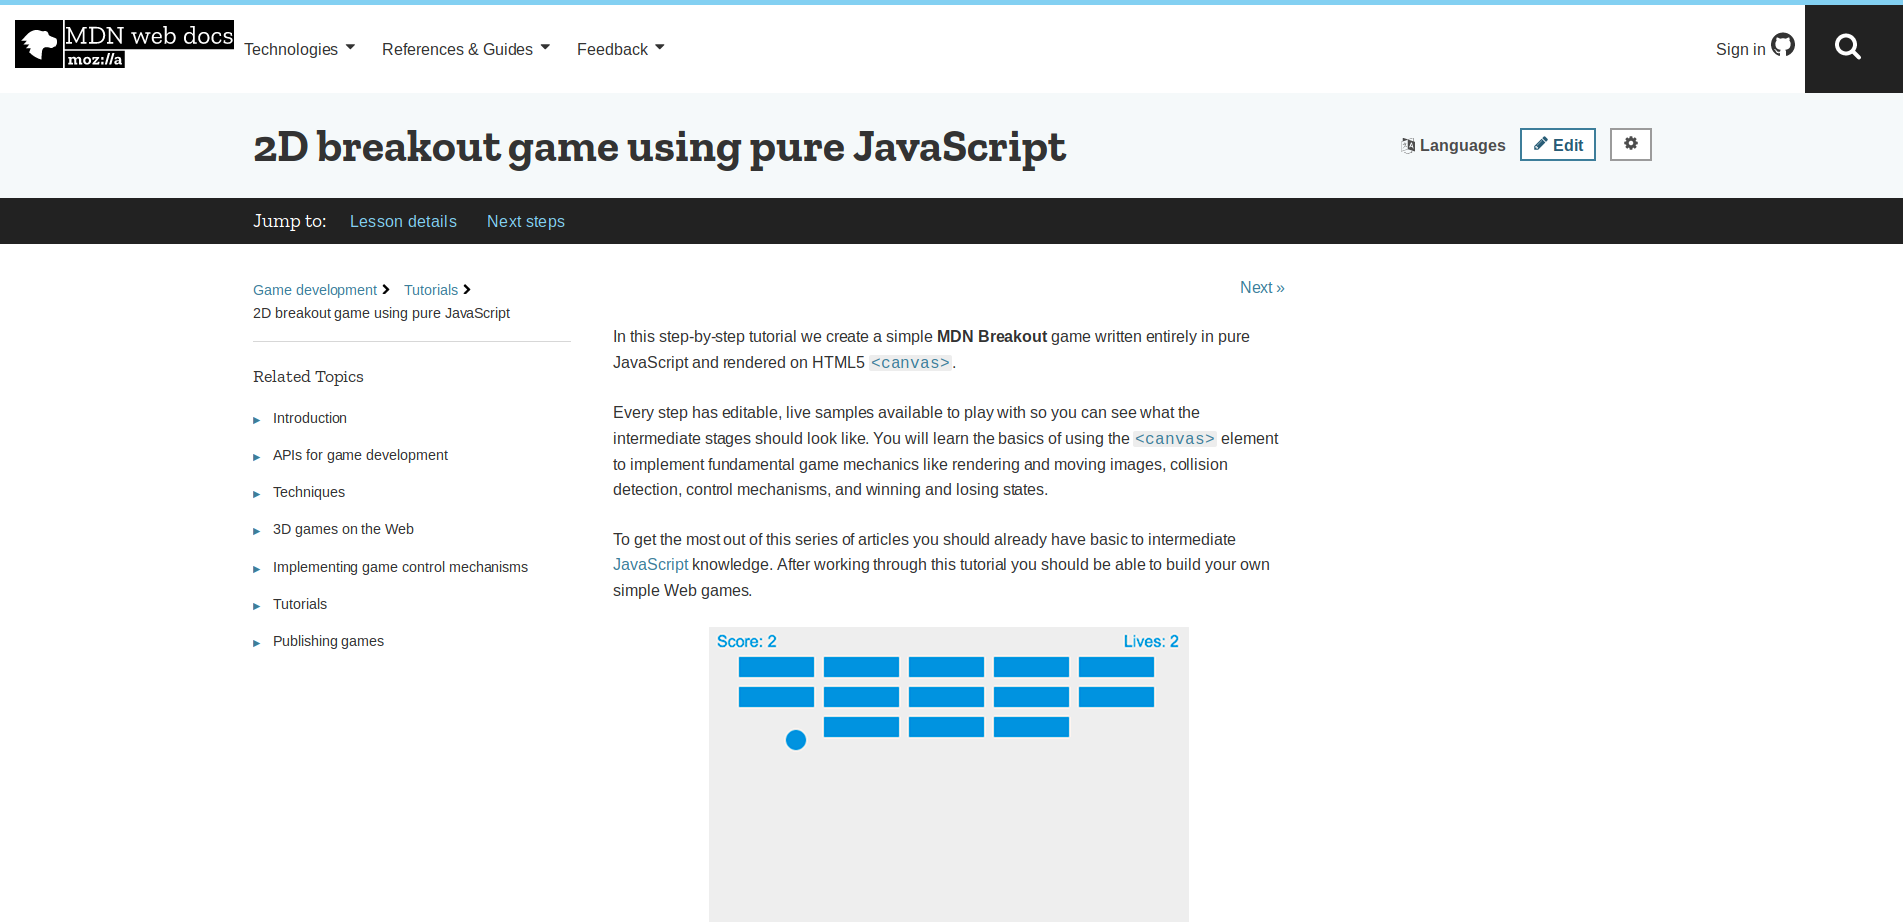 MDN web docs
moz://a
Technologies
References & Guides
Feedback
Sign in
2D breakout game using pure JavaScript
Languages
Edit
Jump to:
Lesson details
Next steps
Game development
Tutorials
2D breakout game using pure JavaScript
Related Topics
Introduction
APIs for game development
Techniques
3D games on the Web
Implementing game control mechanisms
Tutorials
Publishing games
Next »
In this step-by-step tutorial we create a simple MDN Breakout game written entirely in pure
JavaScript and rendered on HTML5 <canvas>.
Every step has editable, live samples available to play with so you can see what the
intermediate stages should look like. You will learn the basics of using the <canvas> element
to implement fundamental game mechanics like rendering and moving images, collision
detection, control mechanisms, and winning and losing states.
To get the most out of this series of articles you should already have basic to intermediate
JavaScript knowledge. After working through this tutorial you should be able to build your own
simple Web games.
Score: 2
Lives: 2